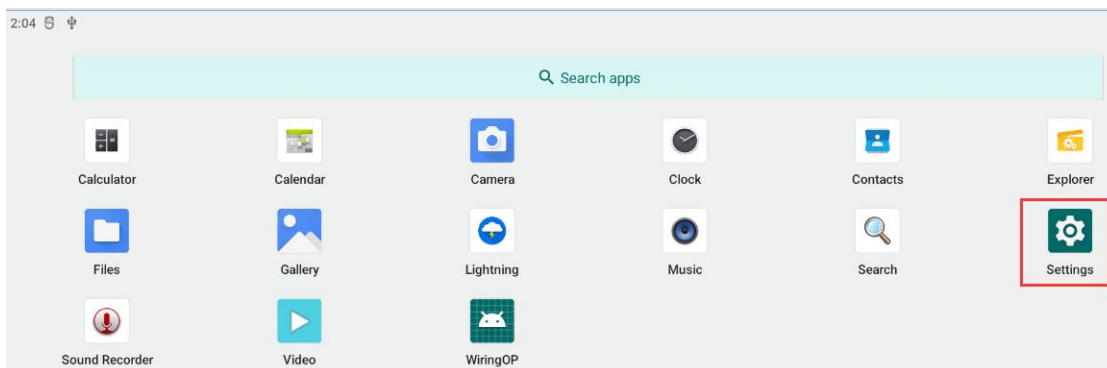 2:04
Search apps
Calculator Calendar Camera Clock Contacts Explorer
Files Gallery Lightning Music Search Settings
Sound Recorder Video WiringOP